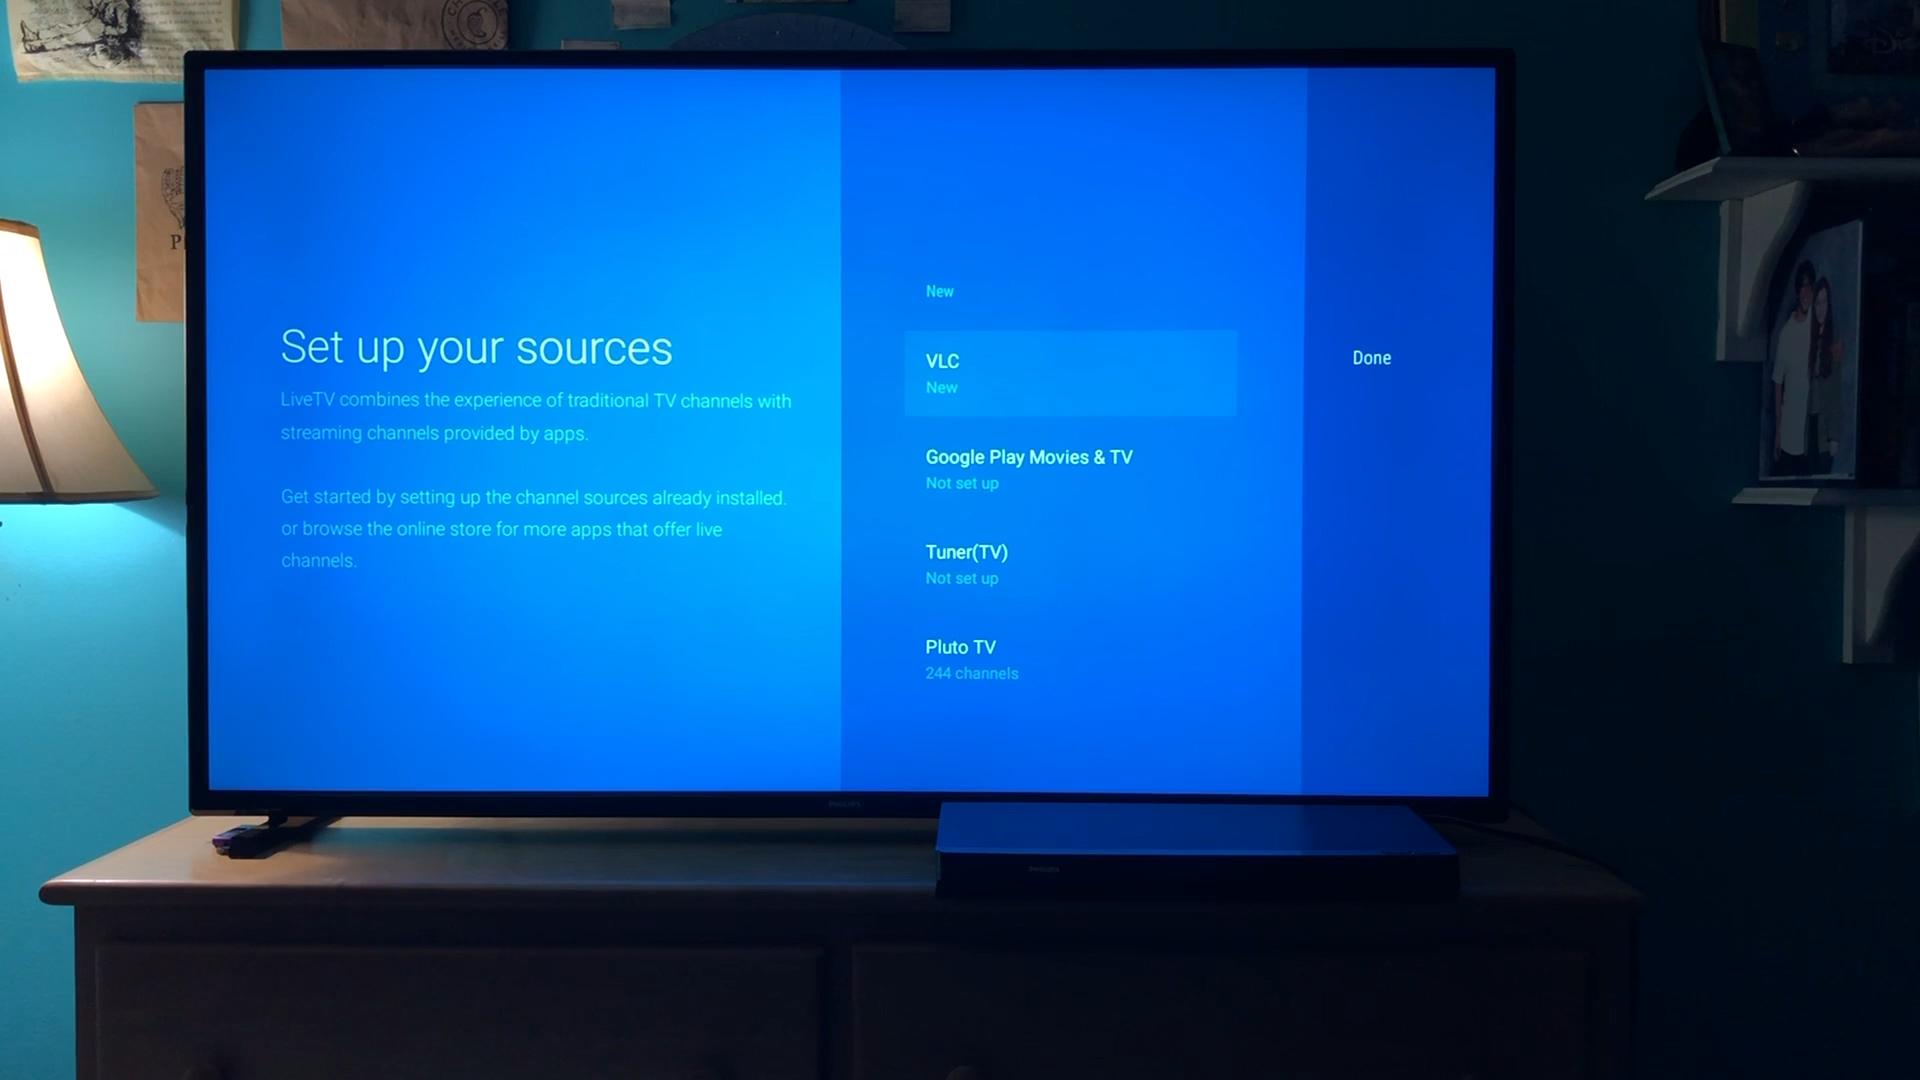 Set up your sources
LiveTV combines the experience of traditional TV channels with
streaming channels provided by apps.
Get started by setting up the channel sources already installed.
or browse the online store for more apps that offer live
channels.
New
VLC
New
Google Play Movies & TV
Not set up
Tuner(TV)
Not set up
Pluto TV
244 channels
Done
PHILIPS
PHILIPS